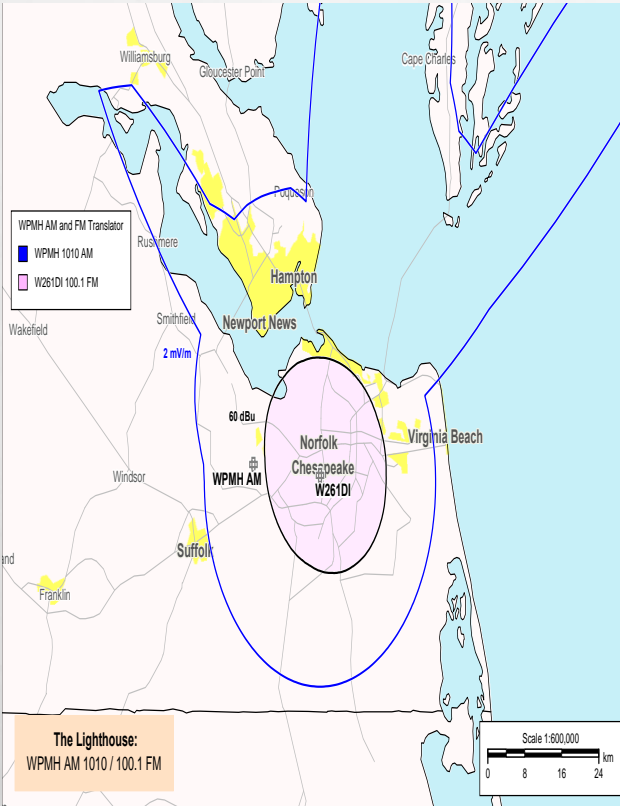 Williamsburg
Gloucester Point
Cape Charles
Poquoson
WPMH AM and FM Translator
WPMH 1010 AM
W261DI 100.1 FM
Rushmere
Hampton
Smithfield
Newport News
Wakefield
2 mV/m
60 dBu
Norfolk
Virginia Beach
Chesapeake
WPMH AM
W261DI
Windsor
Suffolk
and
Franklin
The Lighthouse:
WPMH AM 1010 / 100.1 FM
Scale 1:600,000
km
0 8 16 24